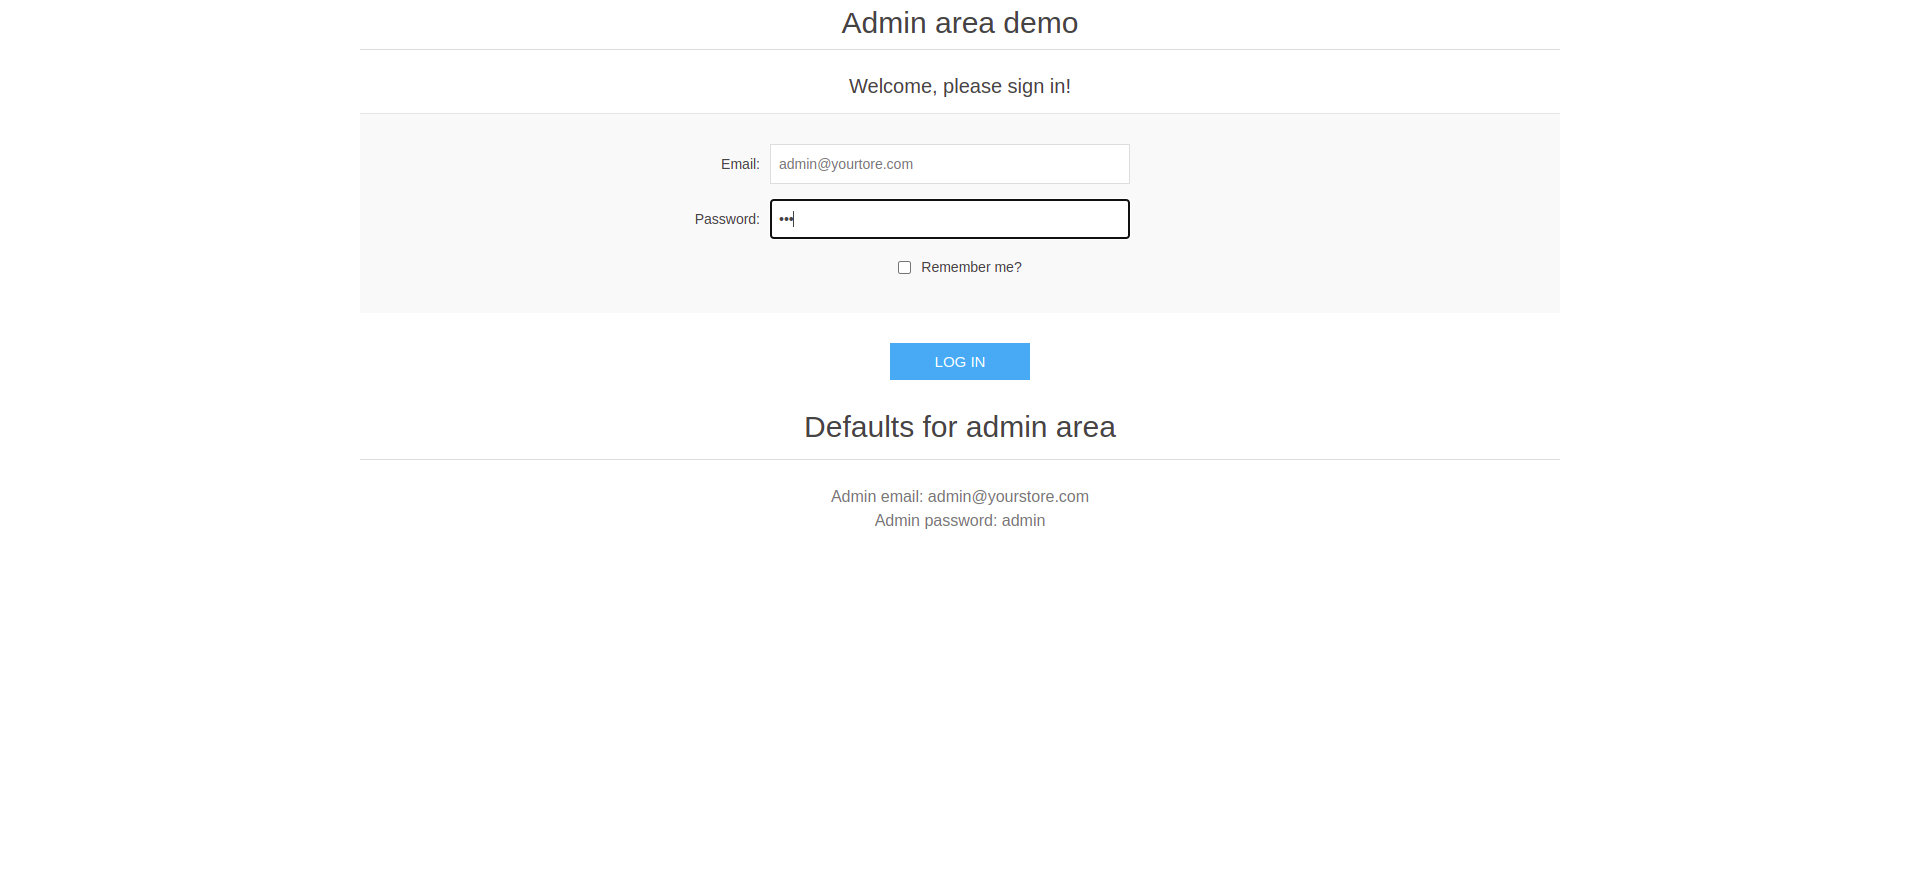 Admin area demo
Welcome, please sign in!
Email: admin@yourtore.com
Password: •••
Remember me?
LOG IN
Defaults for admin area
Admin email: admin@yourstore.com
Admin password: admin